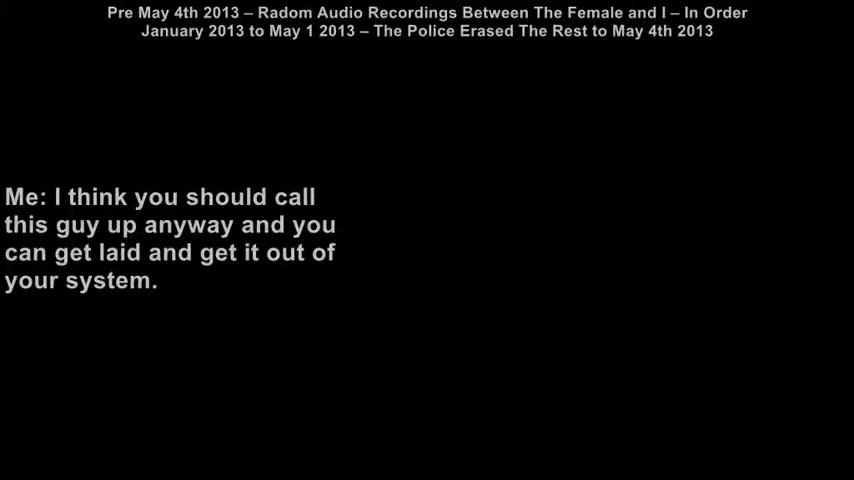 Pre May 4th 2013 – Radom Audio Recordings Between The Female and I – In Order
January 2013 to May 1 2013 – The Police Erased The Rest to May 4th 2013
Me: I think you should call
this guy up anyway and you
can get laid and get it out of
your system.